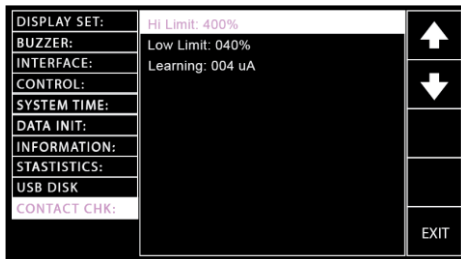 DISPLAY SET:
BUZZER:
INTERFACE:
CONTROL:
SYSTEM TIME:
DATA INIT:
INFORMATION:
STASTISTICS:
USB DISK
CONTACT CHK:
Hi Limit: 400%
Low Limit: 040%
Learning: 004 uA
EXIT